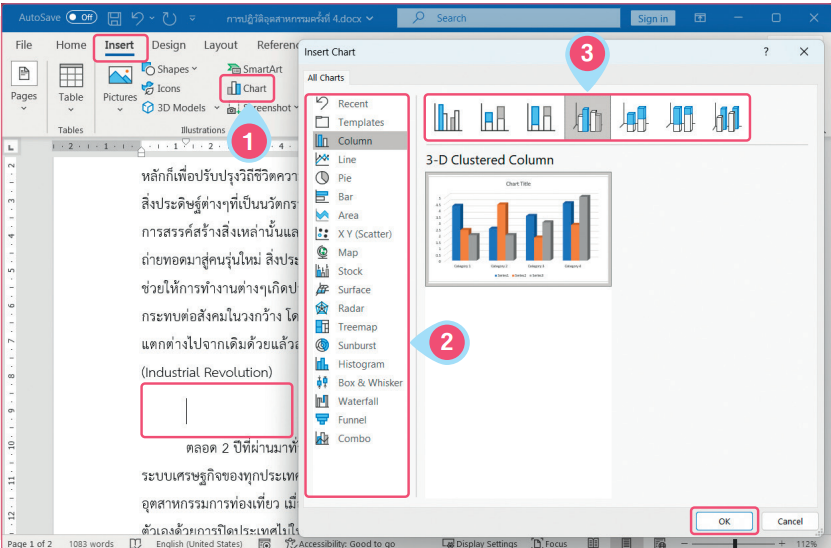 AutoSave Off การปฏิวัติอุตสาหกรรมครั้งที่ 4.docx Search Sign in
File Home Insert Design Layout Referenc
Pages
Table
Pictures
Shapes
Icons
3D Models
SmartArt
Chart
Screenshot
Tables
Illustrations
1
หลักก็เพื่อปรับปรุงวิถีชีวิตความ
สิ่งประดิษฐ์ต่างๆที่เป็นนวัตกร
การสรรค์สร้างสิ่งเหล่านั้นแล
ถ่ายทอดมาสู่คนรุ่นใหม่ สิ่งประ
ช่วยให้การทำงานต่างๆเกิดป
กระทบต่อสังคมในวงกว้าง โด
แตกต่างไปจากเดิมด้วยแล้วส
(Industrial Revolution)
ตลอด 2 ปีที่ผ่านมาทั่
ระบบเศรษฐกิจของทุกประเทศ
อุตสาหกรรมการท่องเที่ยว เมื่
ตัวเองด้วยการปิดประเทศไม่ใ
Insert Chart ? ×
All Charts
Recent
Templates
Column
Line
Pie
Bar
Area
X Y (Scatter)
Map
Stock
Surface
Radar
Treemap
Sunburst
Histogram
Box & Whisker
Waterfall
Funnel
Combo
2
3
3-D Clustered Column
Chart Title
Category 1 Category 2 Category 3 Category 4
Series1 Series2 Series3
OK Cancel
Page 1 of 2 1083 words English (United States) Accessibility: Good to go Display Settings Focus 112%